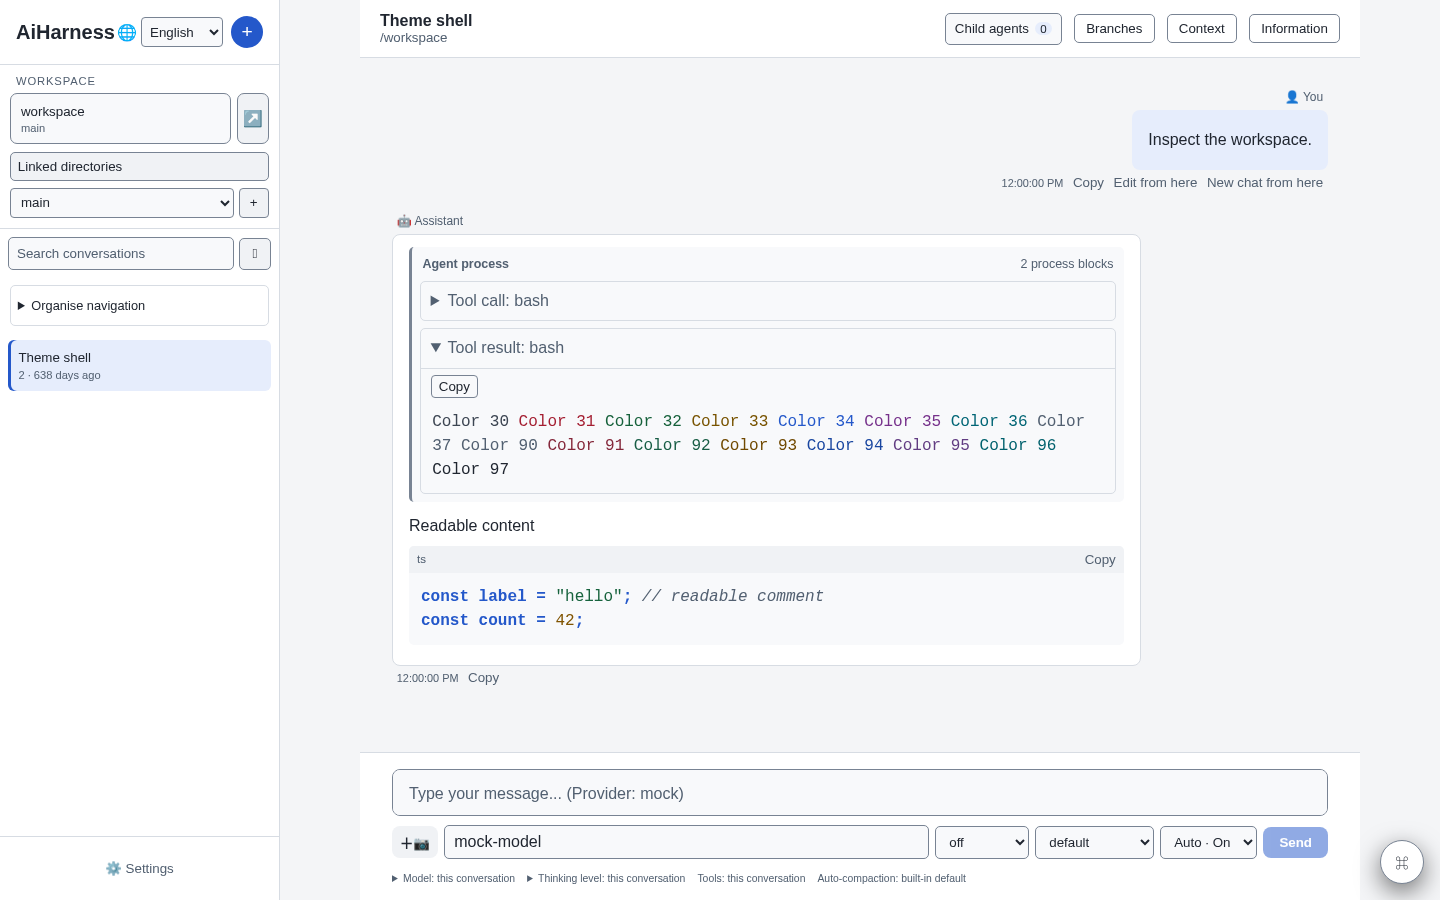 AiHarness🌐 English +
WORKSPACE
workspace
main
↗️
Linked directories
main +
Search conversations
▶ Organise navigation
Theme shell
2 · 638 days ago
⚙️ Settings
Theme shell
/workspace
Child agents 0 Branches Context Information
👤 You
Inspect the workspace.
12:00:00 PM Copy Edit from here New chat from here
🤖 Assistant
Agent process 2 process blocks
▶ Tool call: bash
▼ Tool result: bash
Copy
Color 30 Color 31 Color 32 Color 33 Color 34 Color 35 Color 36 Color
37 Color 90 Color 91 Color 92 Color 93 Color 94 Color 95 Color 96
Color 97
Readable content
ts Copy
const label = "hello"; // readable comment
const count = 42;
12:00:00 PM Copy
Type your message... (Provider: mock)
+📷 mock-model off default Auto · On Send
▶ Model: this conversation ▶ Thinking level: this conversation Tools: this conversation Auto-compaction: built-in default
⌘